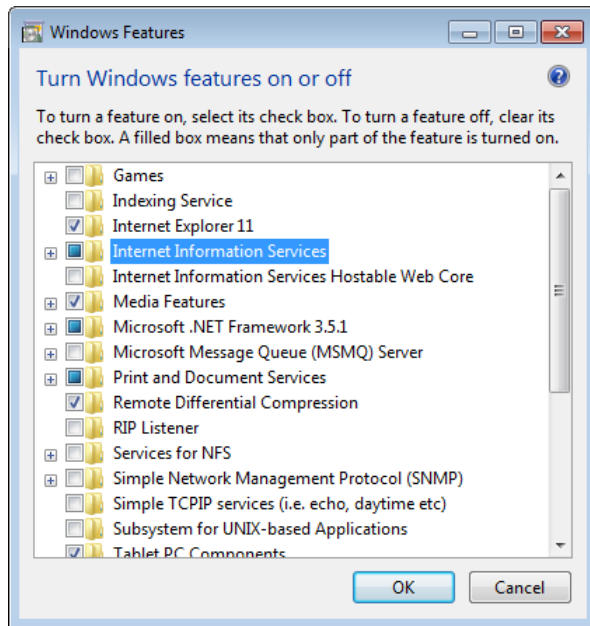 Windows Features
Turn Windows features on or off
To turn a feature on, select its check box. To turn a feature off, clear its
check box. A filled box means that only part of the feature is turned on.
Games
Indexing Service
Internet Explorer 11
Internet Information Services
Internet Information Services Hostable Web Core
Media Features
Microsoft .NET Framework 3.5.1
Microsoft Message Queue (MSMQ) Server
Print and Document Services
Remote Differential Compression
RIP Listener
Services for NFS
Simple Network Management Protocol (SNMP)
Simple TCPIP services (i.e. echo, daytime etc)
Subsystem for UNIX-based Applications
Tablet PC Components
OK Cancel